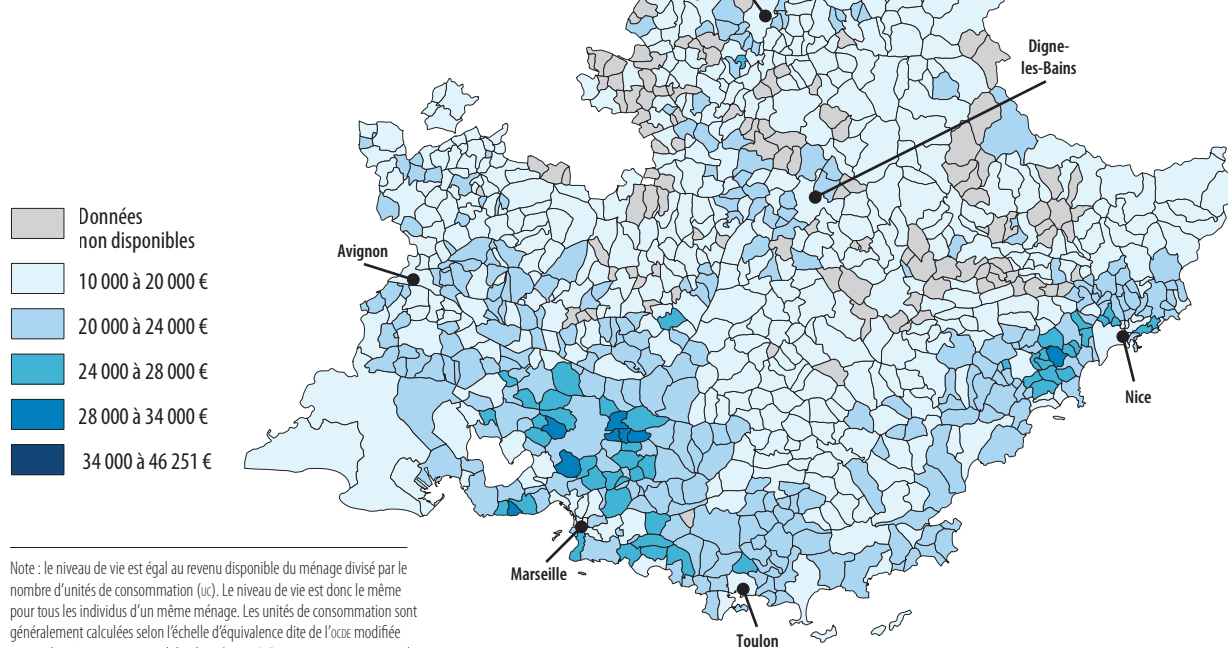 Digne-
les-Bains
Données
non disponibles
Avignon
10 000 à 20 000 €
20 000 à 24 000 €
24 000 à 28 000 €
28 000 à 34 000 €
34 000 à 46 251 €
Nice
Marseille
Toulon
Note : le niveau de vie est égal au revenu disponible du ménage divisé par le
nombre d'unités de consommation (UC). Le niveau de vie est donc le même
pour tous les individus d'un même ménage. Les unités de consommation sont
généralement calculées selon l'échelle d'équivalence dite de l'OCDE modifiée